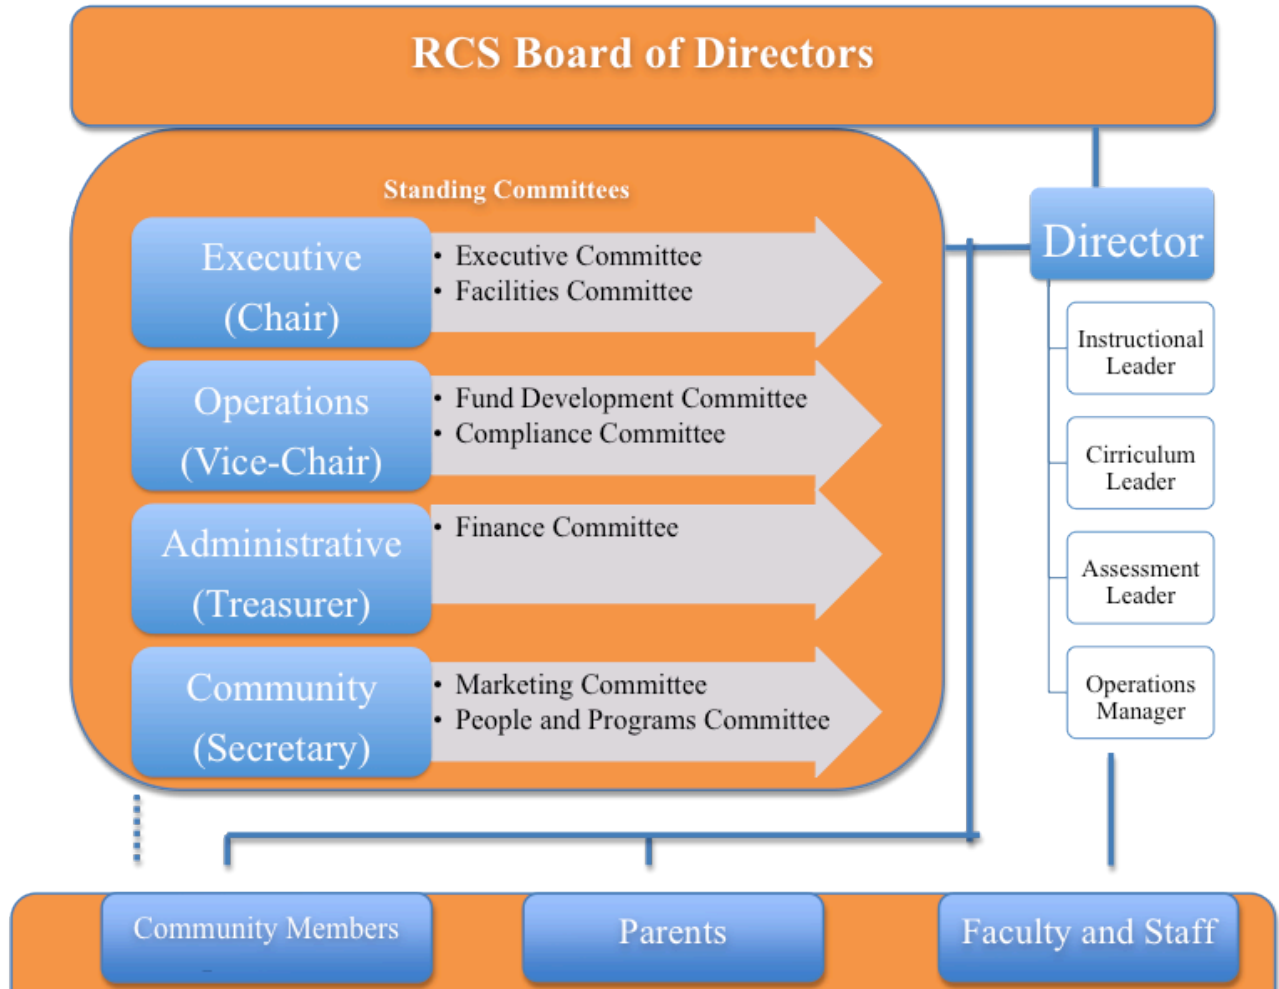 RCS Board of Directors
Standing Committees
Executive
(Chair)
• Executive Committee
• Facilities Committee
Operations
(Vice-Chair)
• Fund Development Committee
• Compliance Committee
Administrative
(Treasurer)
• Finance Committee
Community
(Secretary)
• Marketing Committee
• People and Programs Committee
Director
Instructional
Leader
Cirriculum
Leader
Assessment
Leader
Operations
Manager
Community Members
Parents
Faculty and Staff